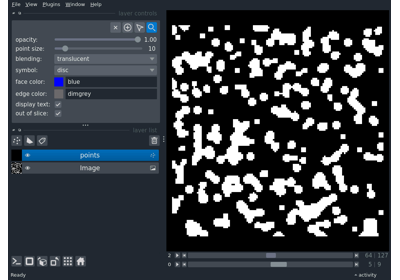 File View Plugins Window Help
layer controls
opacity: 1.00
point size: 10
blending: translucent
symbol: disc
face color: blue
edge color: dimgrey
display text:
out of slice:
layer list
points
Image
2 64 127
0 5 9
Ready activity